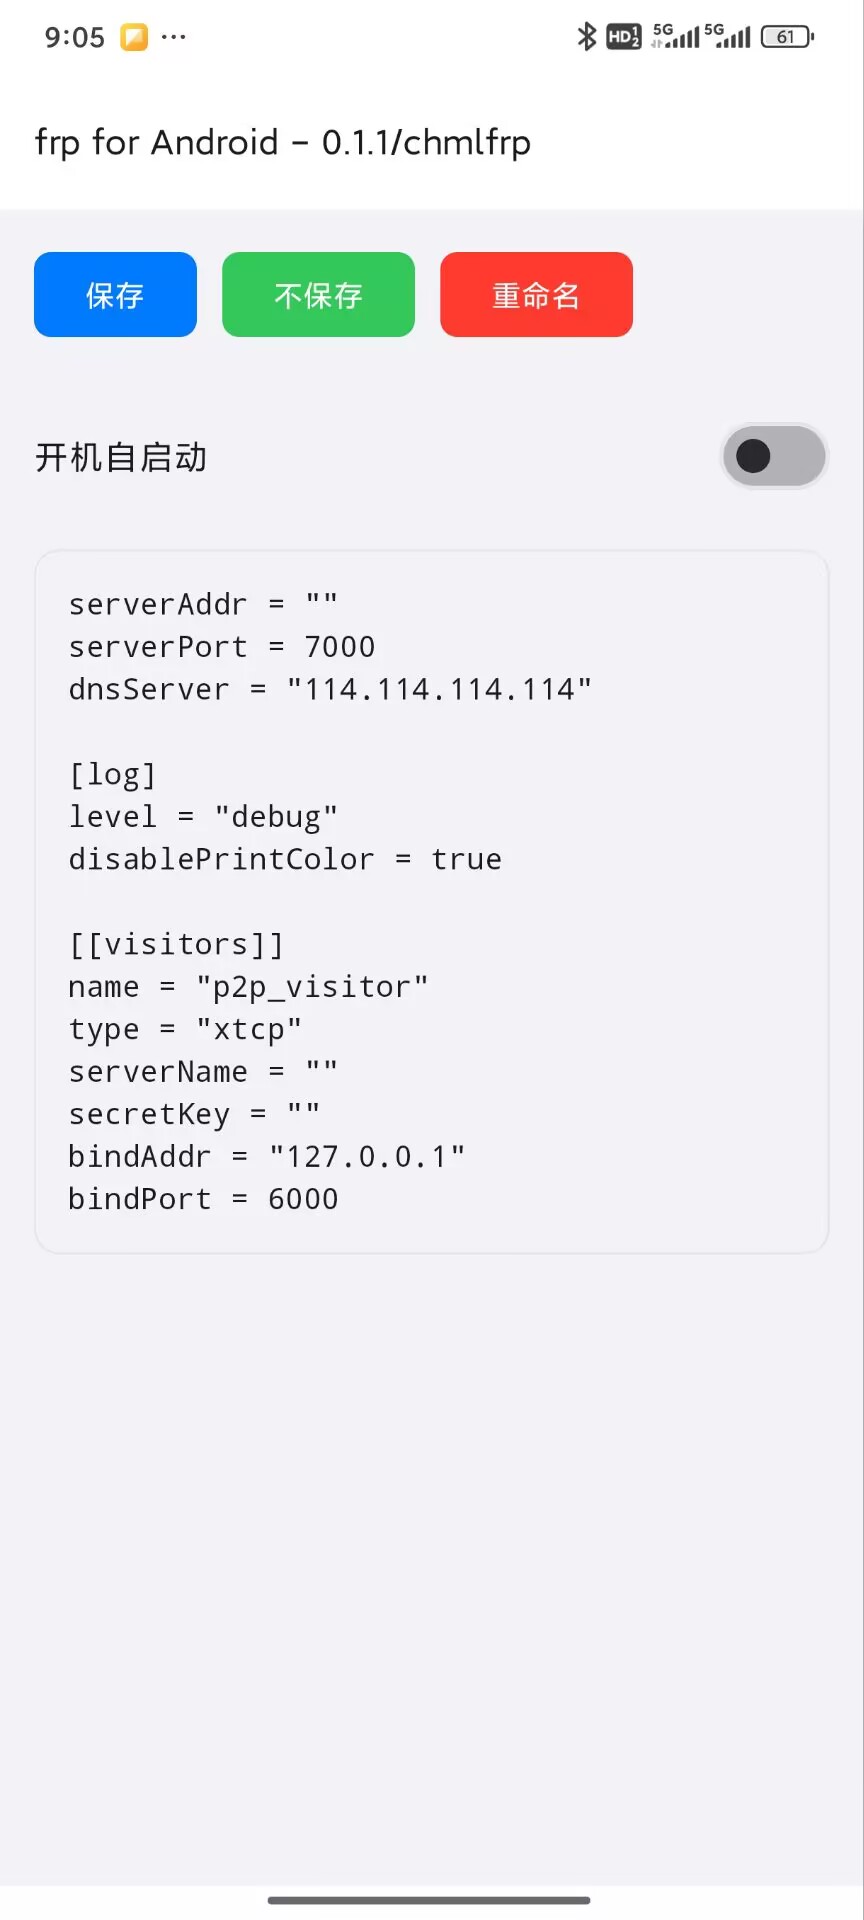 9:05 ...
HD 1 2 5G 5G 61
frp for Android – 0.1.1/chmlfrp
保存 不保存 重命名
开机自启动
serverAddr = ""
serverPort = 7000
dnsServer = "114.114.114.114"
[log]
level = "debug"
disablePrintColor = true
[[visitors]]
name = "p2p_visitor"
type = "xtcp"
serverName = ""
secretKey = ""
bindAddr = "127.0.0.1"
bindPort = 6000